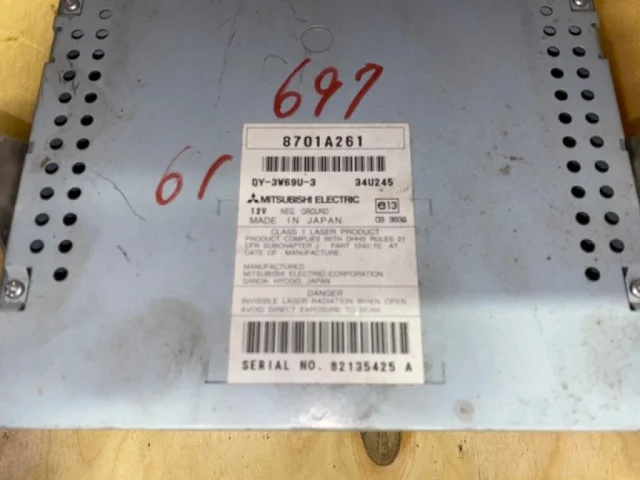 697
61
8701A261
QY-3W69U-3 34U245
MITSUBISHI ELECTRIC
12V NEG. GROUND
e13
MADE IN JAPAN
CLASS 1 LASER PRODUCT
PRODUCT COMPLIES WITH DHHS RULES 21
CFR SUBCHAPTER J PART 1040.10 AT
DATE OF MANUFACTURE.
MANUFACTURED
MITSUBISHI ELECTRIC CORPORATION
SANDA HYOGO JAPAN
DANGER
INVISIBLE LASER RADIATION WHEN OPEN.
AVOID DIRECT EXPOSURE TO BEAM.
SERIAL NO. 82135425 A